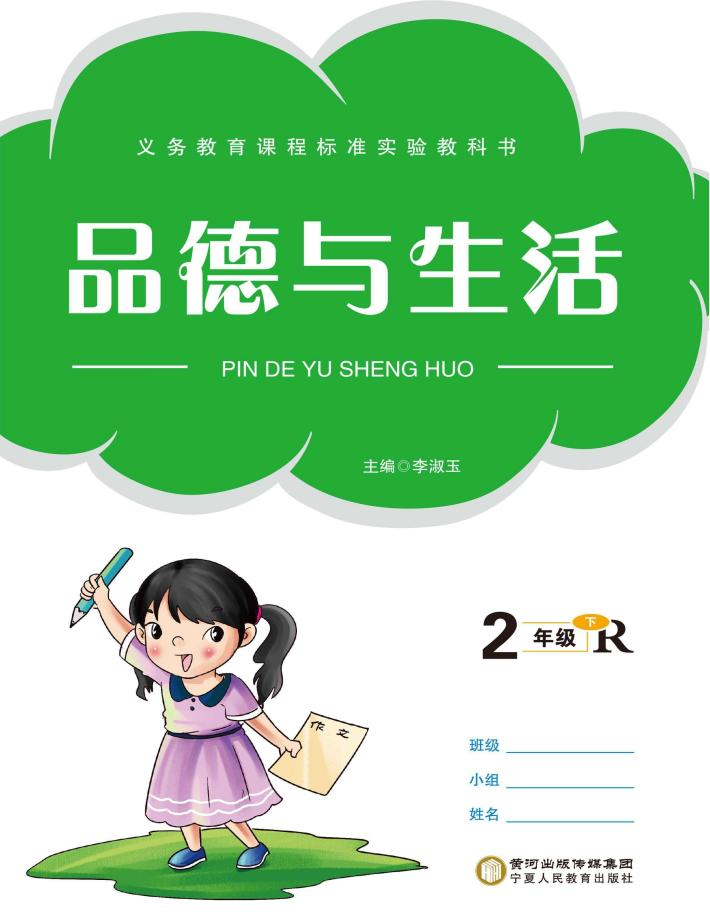 义务教育课程标准实验教科书
品德与生活
PIN DE YU SHENG HUO
主编◎李淑玉
作文
2年级 下 R
班级
小组
姓名
黄河出版传媒集团
宁夏人民教育出版社